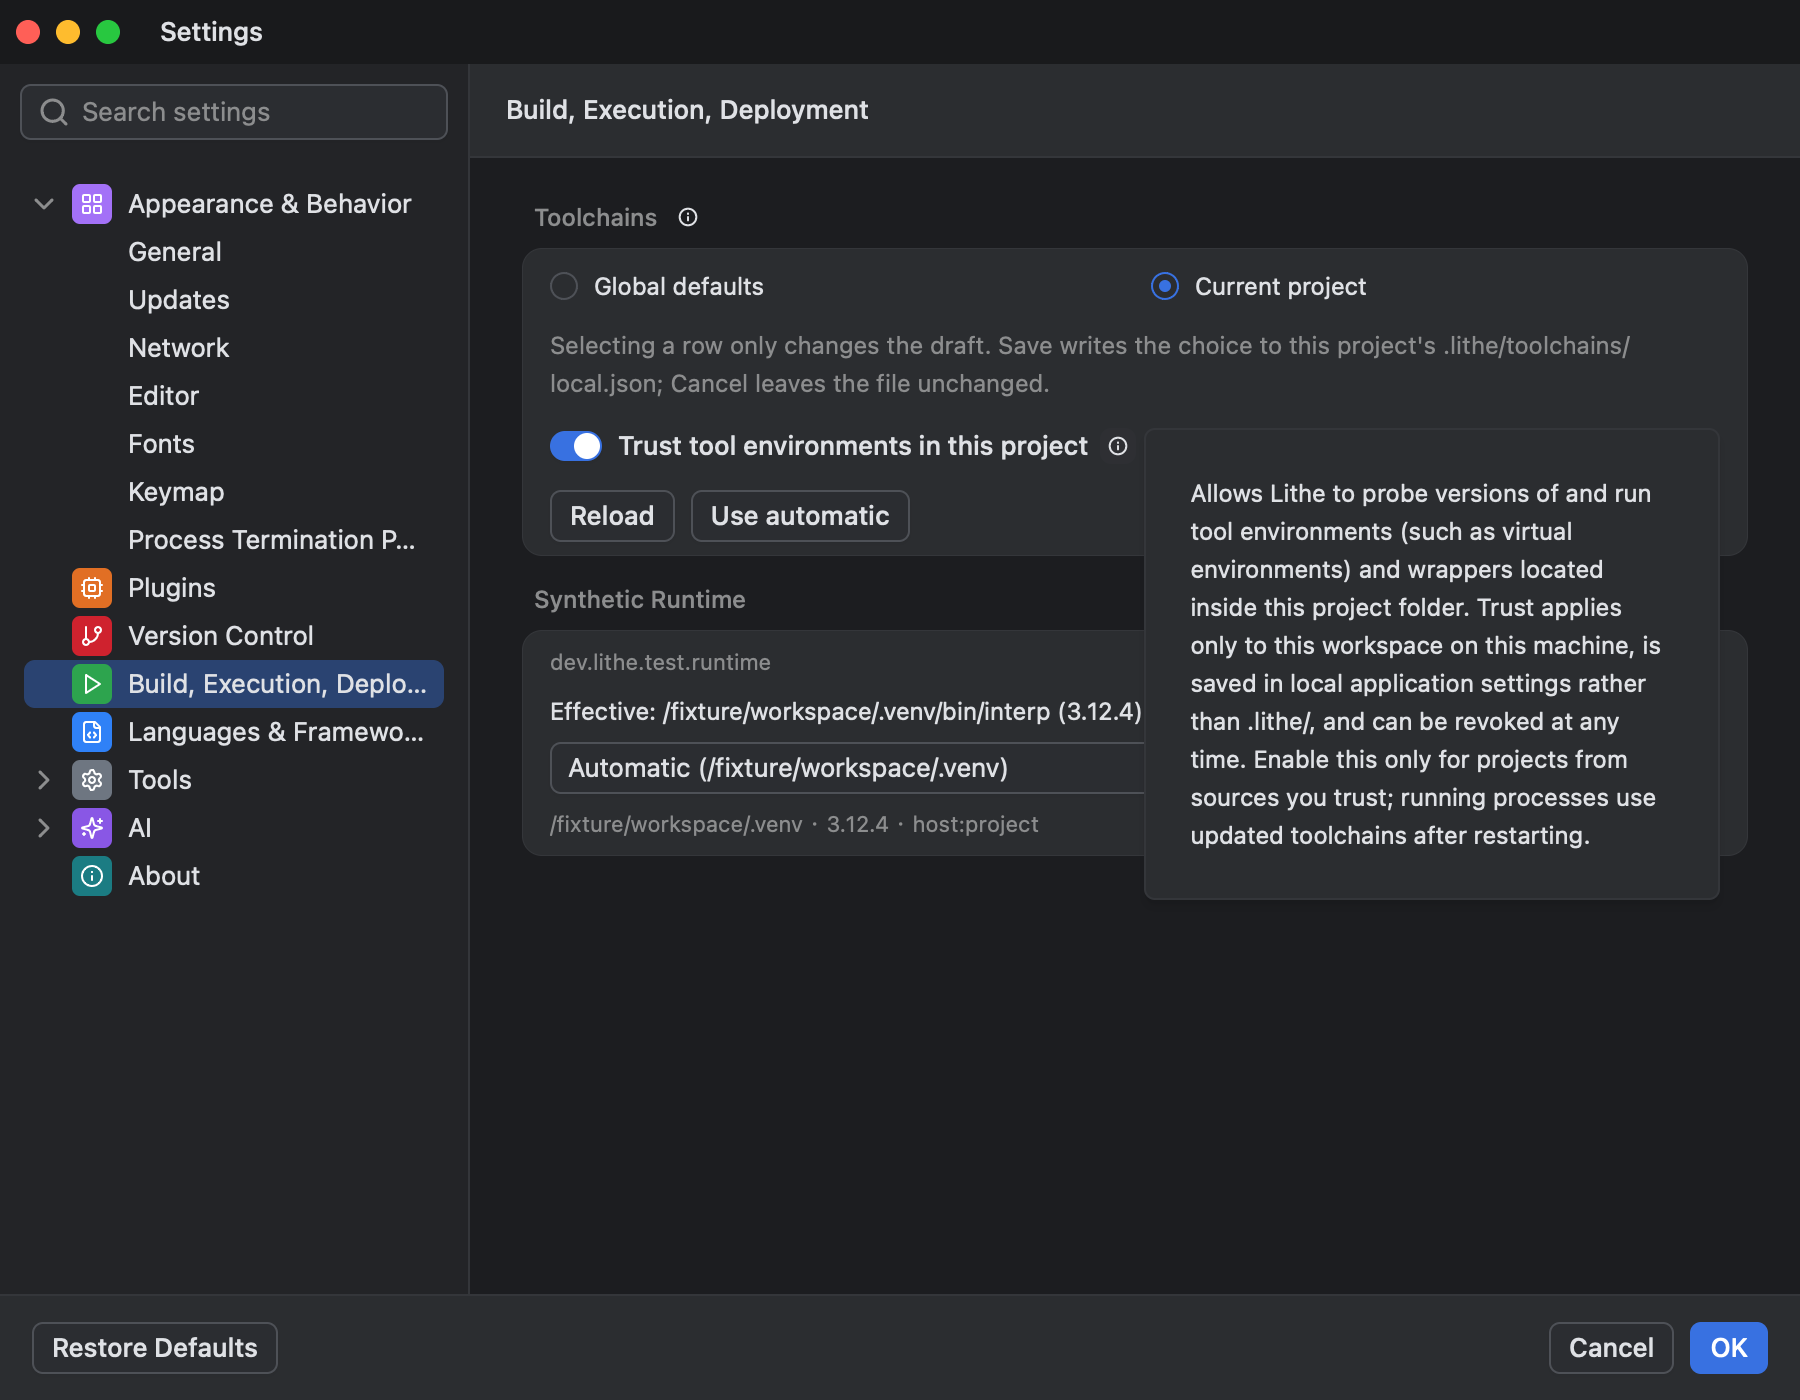 Settings
Search settings
Appearance & Behavior
General
Updates
Network
Editor
Fonts
Keymap
Process Termination P...
Plugins
Version Control
Build, Execution, Deplo...
Languages & Framewo...
Tools
AI
About
Build, Execution, Deployment
Toolchains
Global defaults
Current project
Selecting a row only changes the draft. Save writes the choice to this project's .lithe/toolchains/
local.json; Cancel leaves the file unchanged.
Trust tool environments in this project
Reload
Use automatic
Allows Lithe to probe versions of and run
tool environments (such as virtual
environments) and wrappers located
inside this project folder. Trust applies
only to this workspace on this machine, is
saved in local application settings rather
than .lithe/, and can be revoked at any
time. Enable this only for projects from
sources you trust; running processes use
updated toolchains after restarting.
Synthetic Runtime
dev.lithe.test.runtime
Effective: /fixture/workspace/.venv/bin/interp (3.12.4)
Automatic (/fixture/workspace/.venv)
/fixture/workspace/.venv · 3.12.4 · host:project
Restore Defaults
Cancel
OK